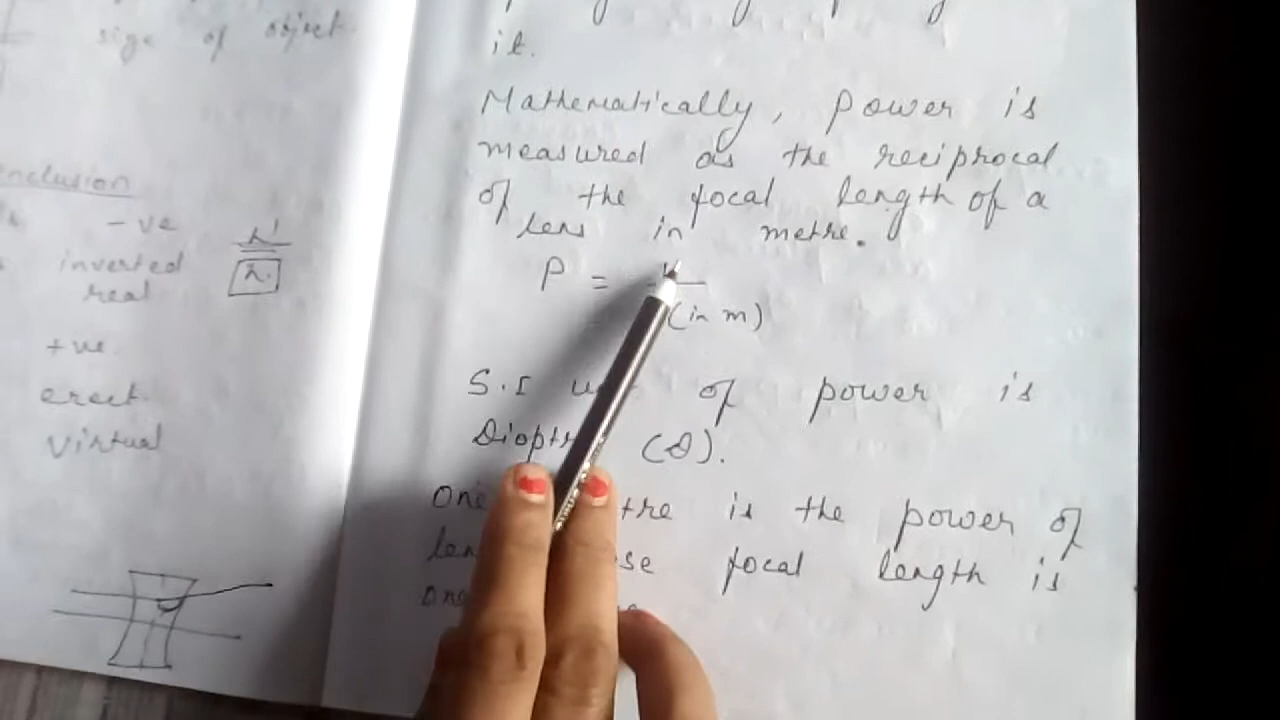 size of object
nclusion
-ve
h'
h
inverted
real
+ve
erect
Virtual
it.
Mathematically, power is
measured as the reciprocal
of the focal length of a
lens in metre.
P =
(in m)
S.I of power is
(D).
One is the power of
focal length is